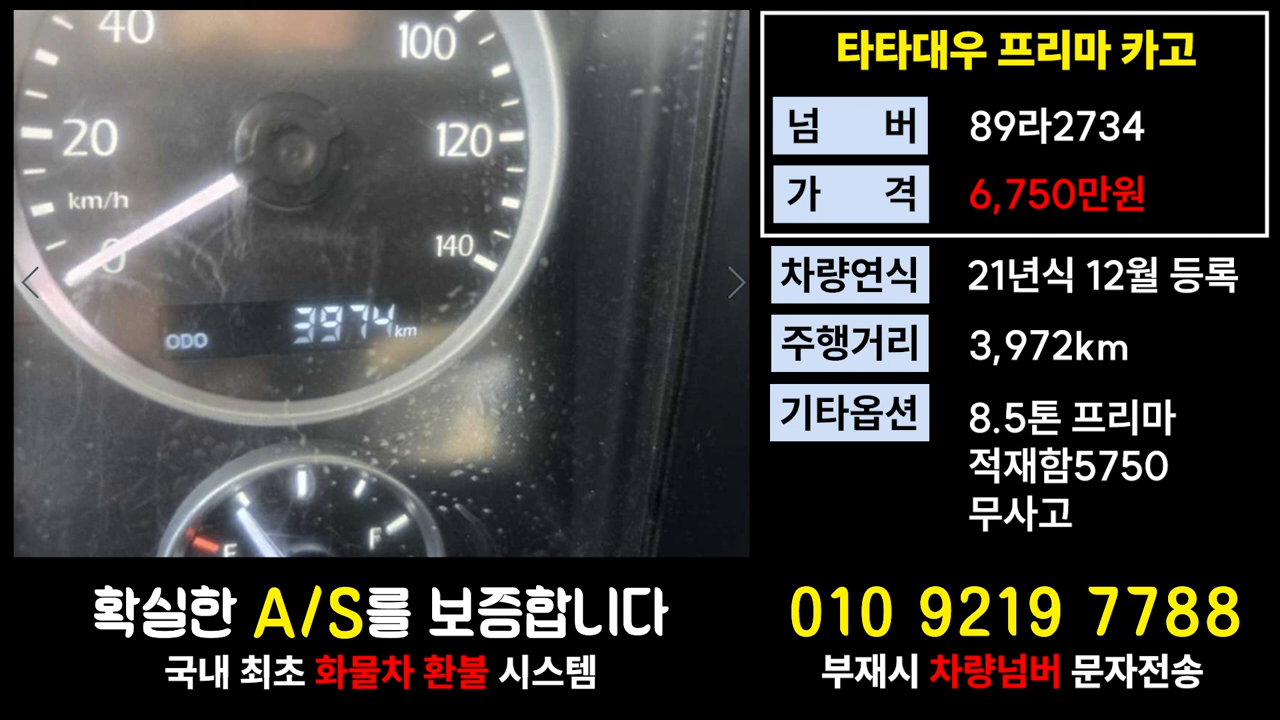 40
100
20
120
km/h
0
140
ODO 3974 km
E
F
타타대우 프리마 카고
넘 버 89라2734
가 격 6,750만원
차량연식 21년식 12월 등록
주행거리 3,972km
기타옵션 8.5톤 프리마
적재함5750
무사고
확실한 A/S를 보증합니다
국내 최초 화물차 환불 시스템
010 9219 7788
부재시 차량넘버 문자전송